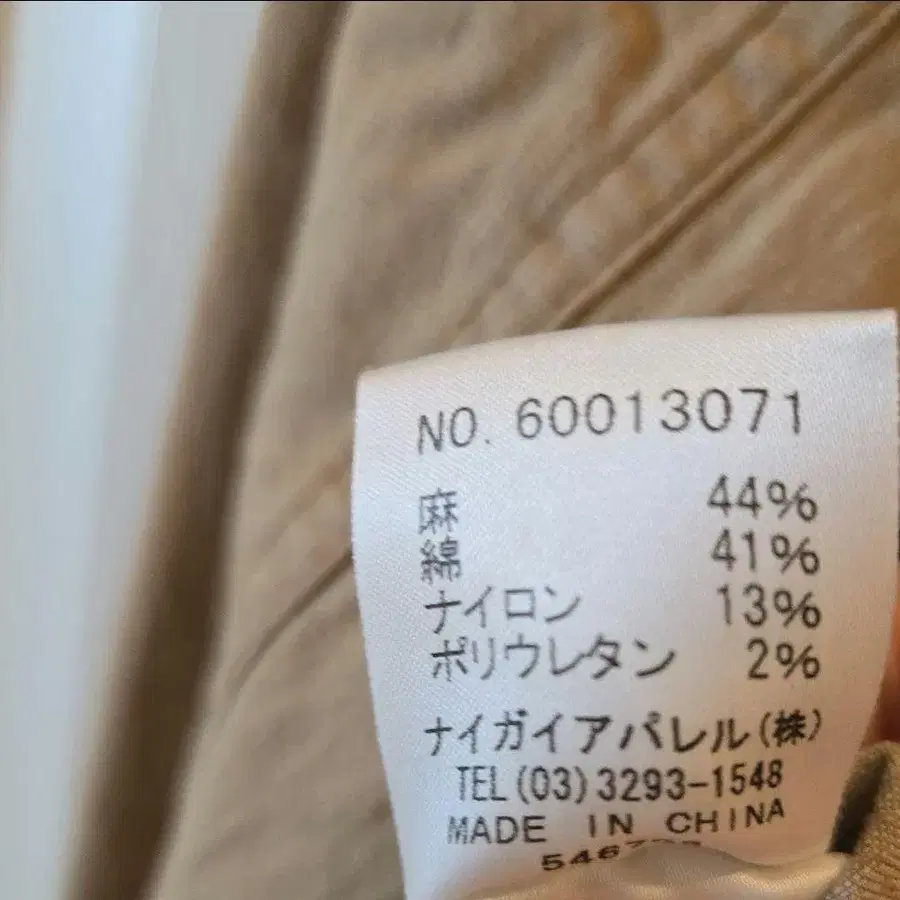 NO. 60013071
麻 44%
綿 41%
ナイロン 13%
ポリウレタン 2%
ナイガイアパレル(株)
TEL(03)3293-1548
MADE IN CHINA